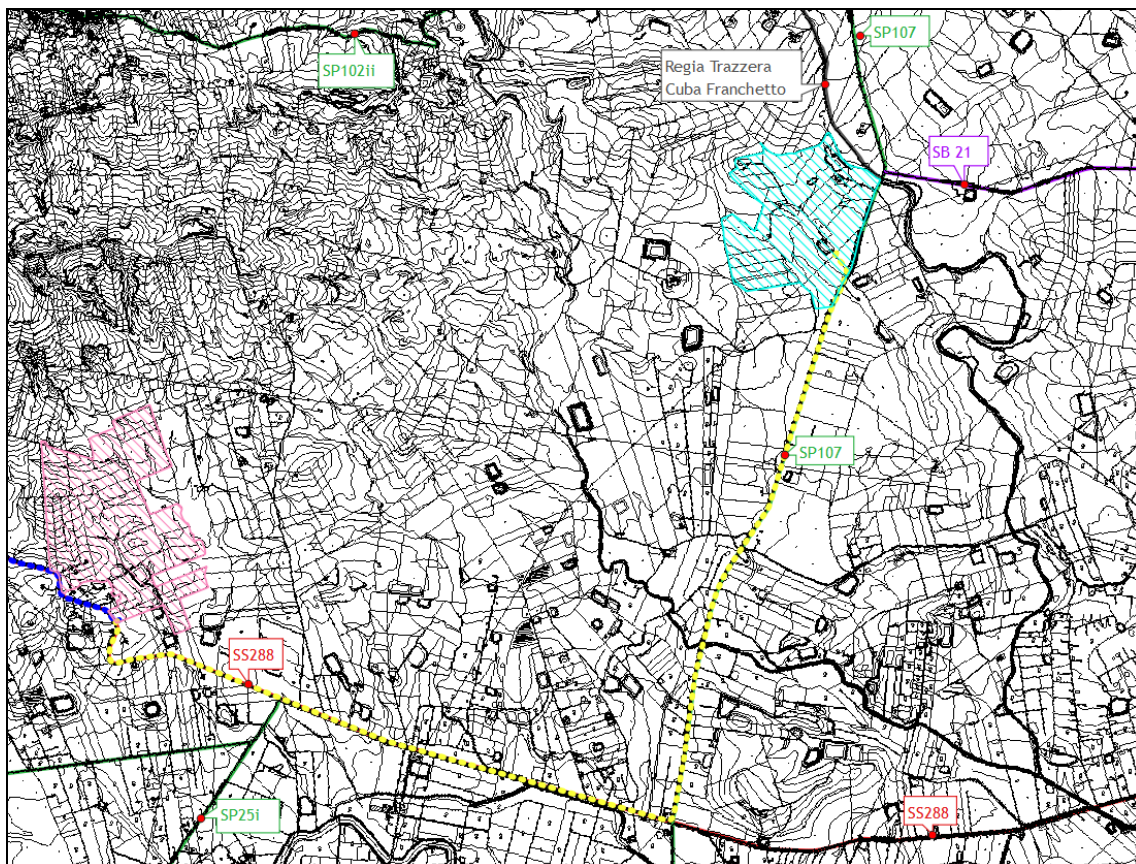 SP107
SP102ii
Regia Trazzera
Cuba Franchetto
SB 21
SP107
SS288
SP25i
SS288